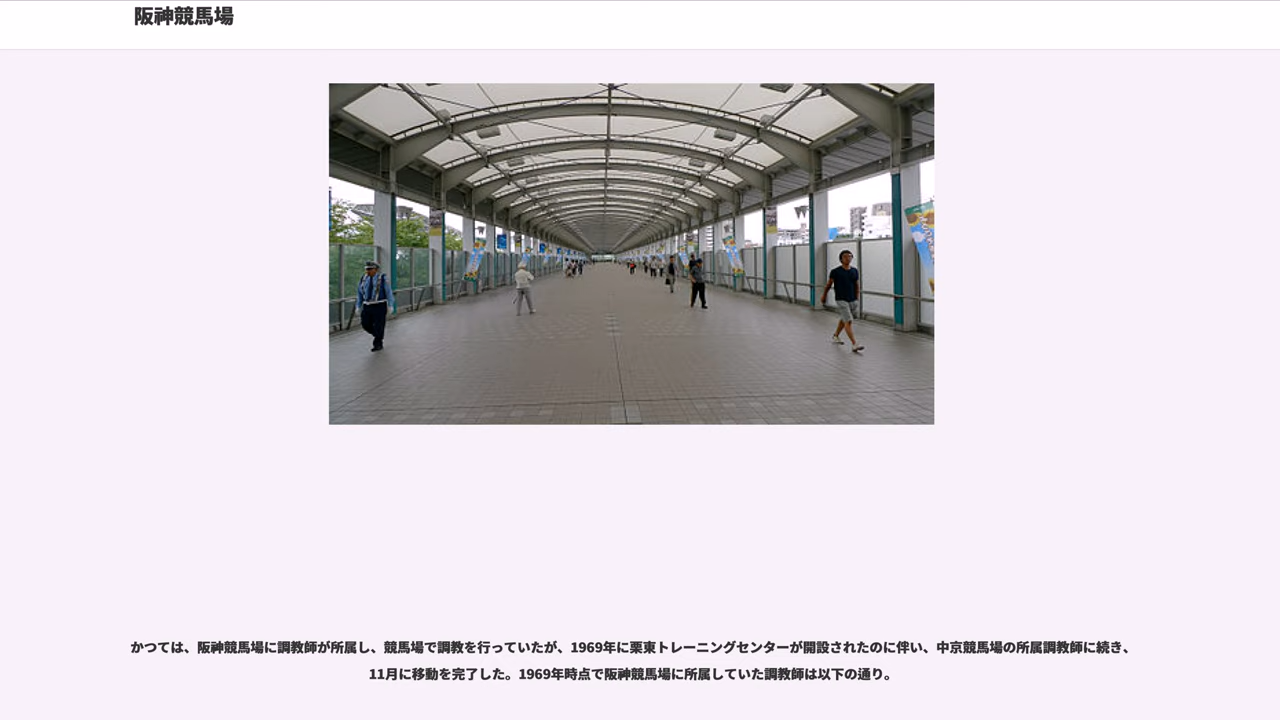 阪神競馬場
かつては、阪神競馬場に調教師が所属し、競馬場で調教を行っていたが、1969年に栗東トレーニングセンターが開設されたのに伴い、中京競馬場の所属調教師に続き、
11月に移動を完了した。1969年時点で阪神競馬場に所属していた調教師は以下の通り。